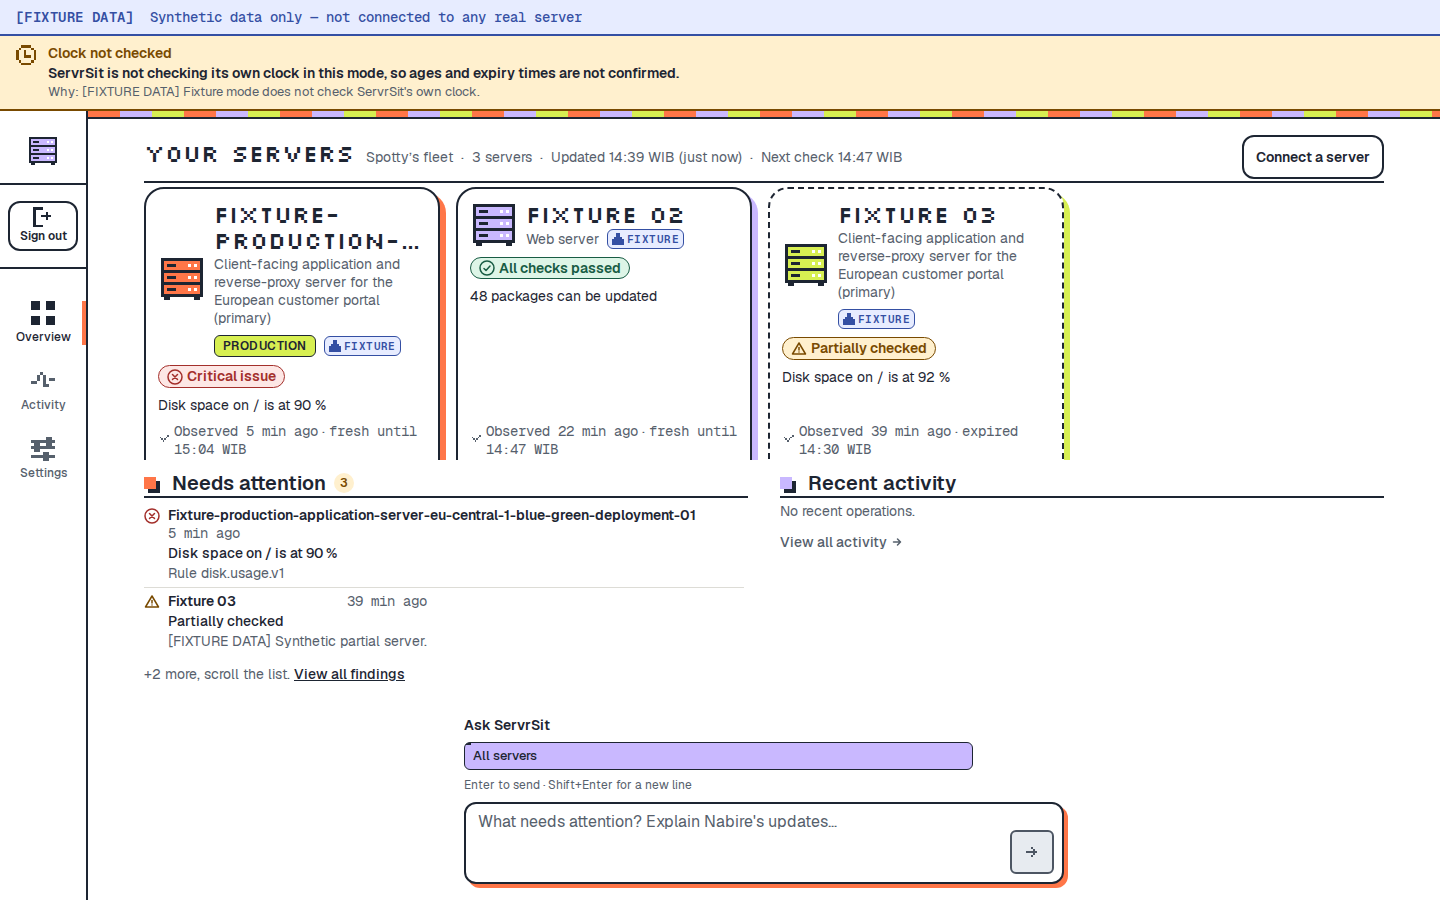 [FIXTURE DATA] Synthetic data only — not connected to any real server
Clock not checked
ServrSit is not checking its own clock in this mode, so ages and expiry times are not confirmed.
Why: [FIXTURE DATA] Fixture mode does not check ServrSit's own clock.
Sign out
Overview
Activity
Settings
YOUR SERVERS Spotty's fleet · 3 servers · Updated 14:39 WIB (just now) · Next check 14:47 WIB
Connect a server
FIXTURE-
PRODUCTION-...
Client-facing application and
reverse-proxy server for the
European customer portal
(primary)
PRODUCTION FIXTURE
Critical issue
Disk space on / is at 90 %
Observed 5 min ago · fresh until
15:04 WIB
FIXTURE 02
Web server FIXTURE
All checks passed
48 packages can be updated
Observed 22 min ago · fresh until
14:47 WIB
FIXTURE 03
Client-facing application and
reverse-proxy server for the
European customer portal
(primary)
FIXTURE
Partially checked
Disk space on / is at 92 %
Observed 39 min ago · expired
14:30 WIB
Needs attention 3
Fixture-production-application-server-eu-central-1-blue-green-deployment-01
5 min ago
Disk space on / is at 90 %
Rule disk.usage.v1
Fixture 03 39 min ago
Partially checked
[FIXTURE DATA] Synthetic partial server.
+2 more, scroll the list. View all findings
Recent activity
No recent operations.
View all activity →
Ask ServrSit
All servers
Enter to send · Shift+Enter for a new line
What needs attention? Explain Nabire's updates...